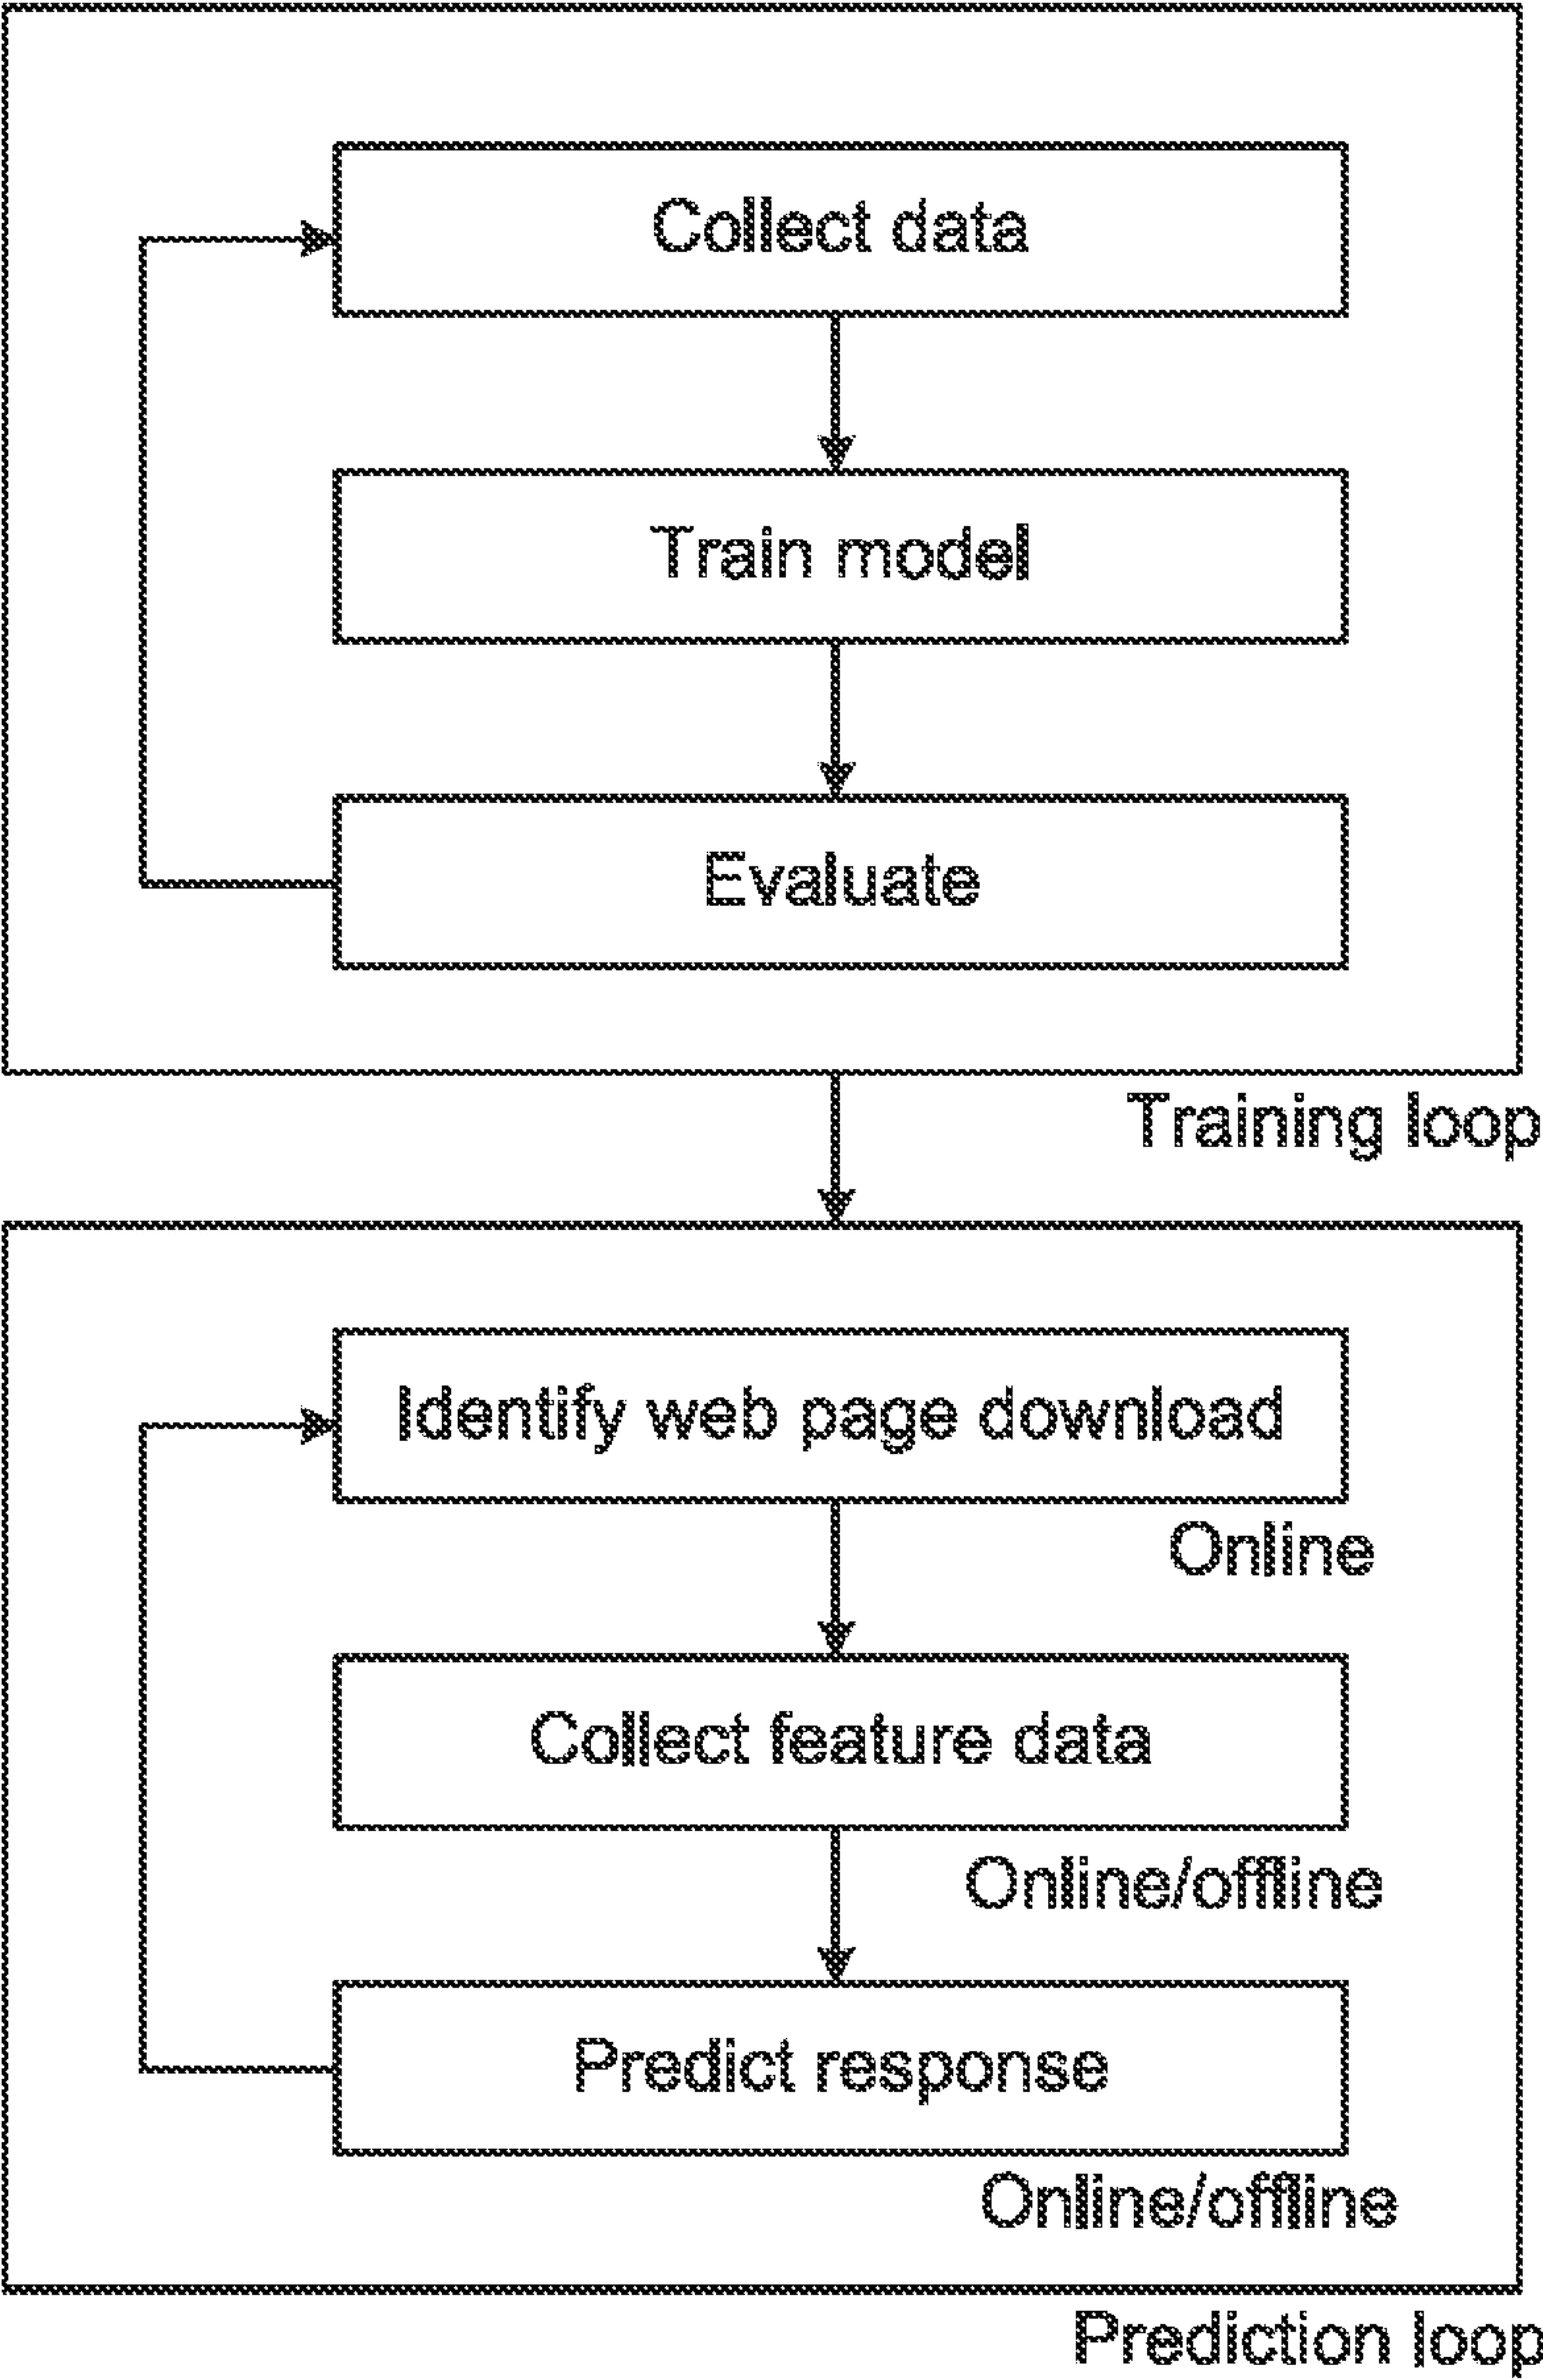 Collect data
Train model
Evaluate
Training loop
Identify web page download
Online
Collect feature data
Online/offline
Predict response
Online/offline
Prediction loop